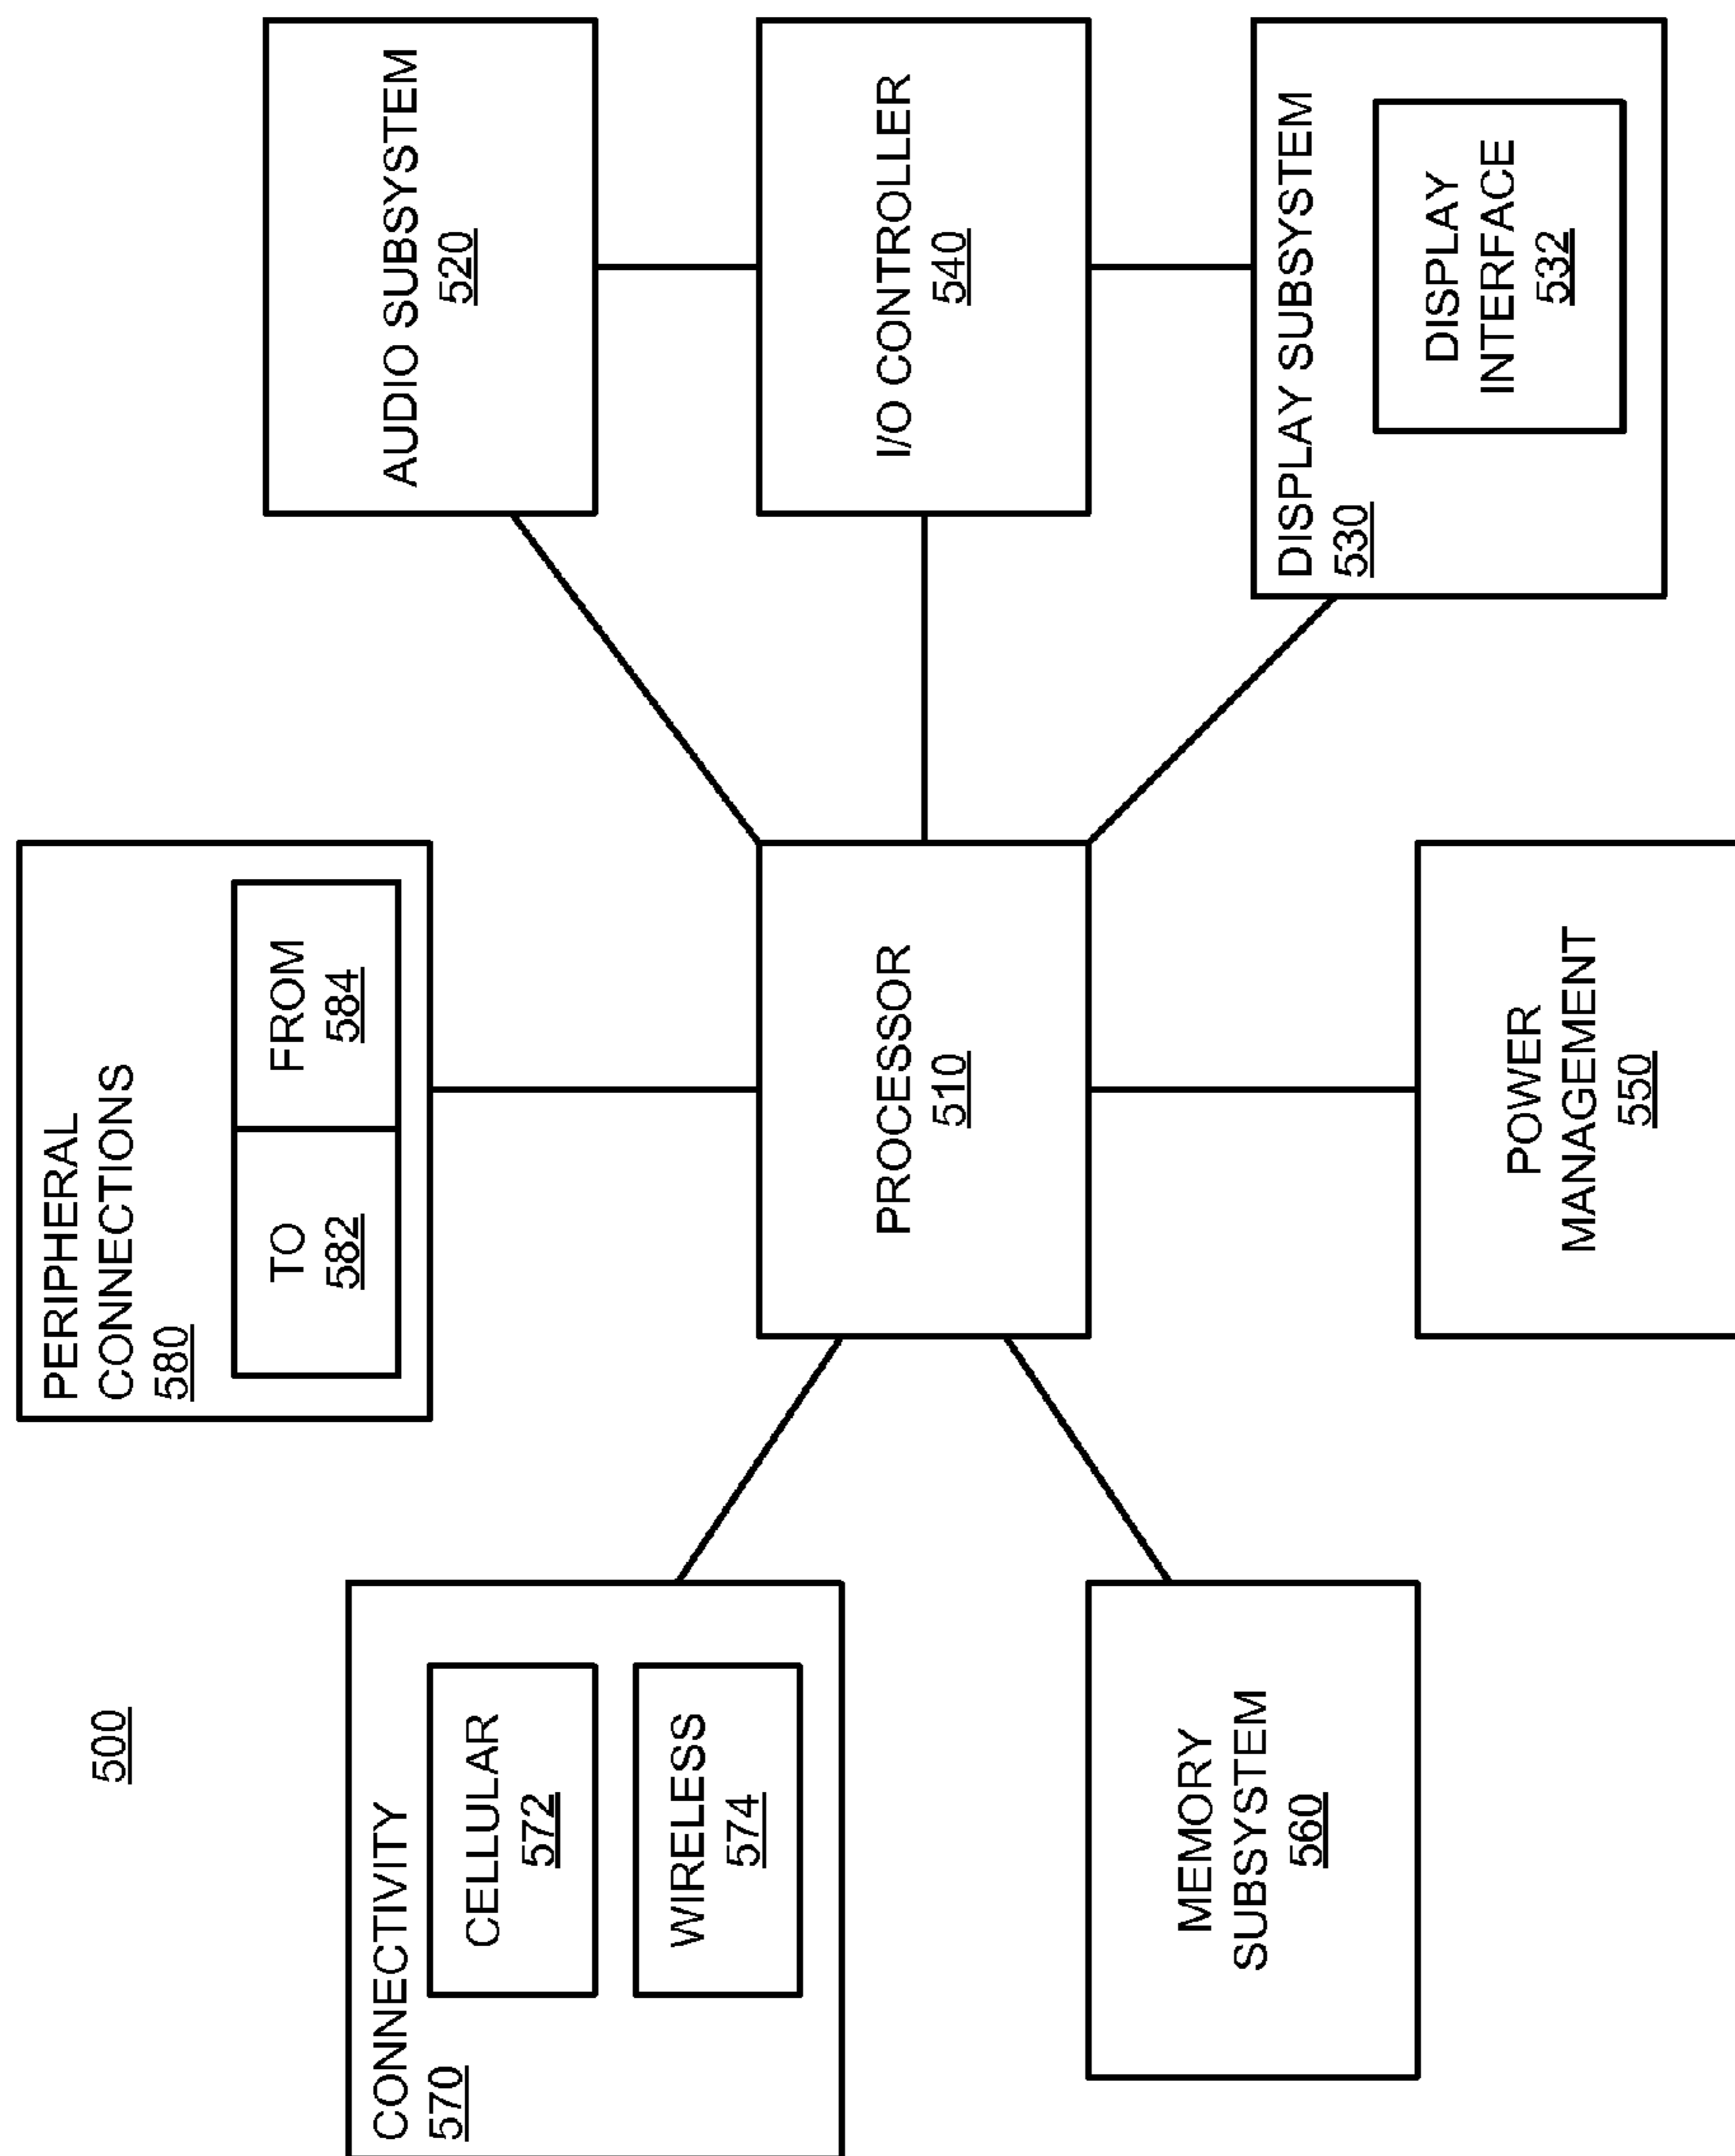 500
PERIPHERAL
CONNECTIONS
580
TO
582
FROM
584
CONNECTIVITY
570
CELLULAR
572
WIRELESS
574
AUDIO SUBSYSTEM
520
PROCESSOR
510
I/O CONTROLLER
540
MEMORY
SUBSYSTEM
560
POWER
MANAGEMENT
550
DISPLAY SUBSYSTEM
530
DISPLAY
INTERFACE
532